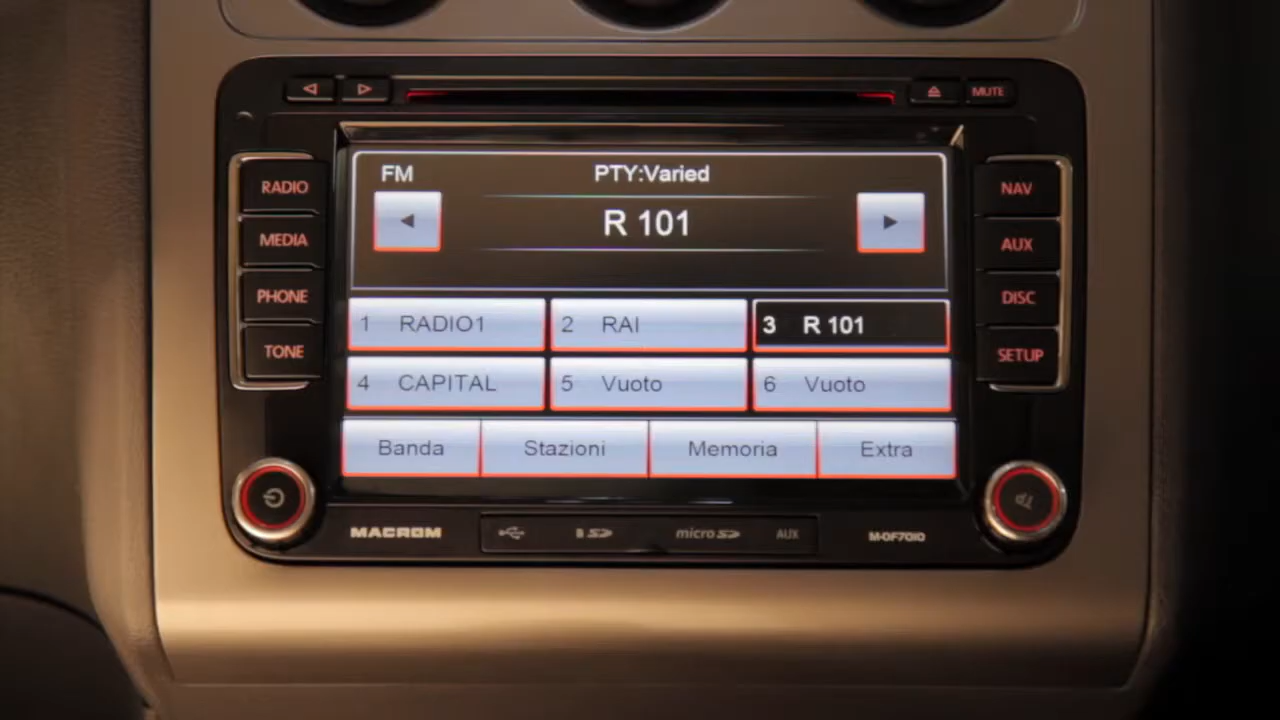 MUTE
FM PTY:Varied
R 101
RADIO
MEDIA
PHONE
TONE
NAV
AUX
DISC
SETUP
1 RADIO1 2 RAI 3 R 101
4 CAPITAL 5 Vuoto 6 Vuoto
Banda Stazioni Memoria Extra
MACROM SD micro SD AUX M-DF7010